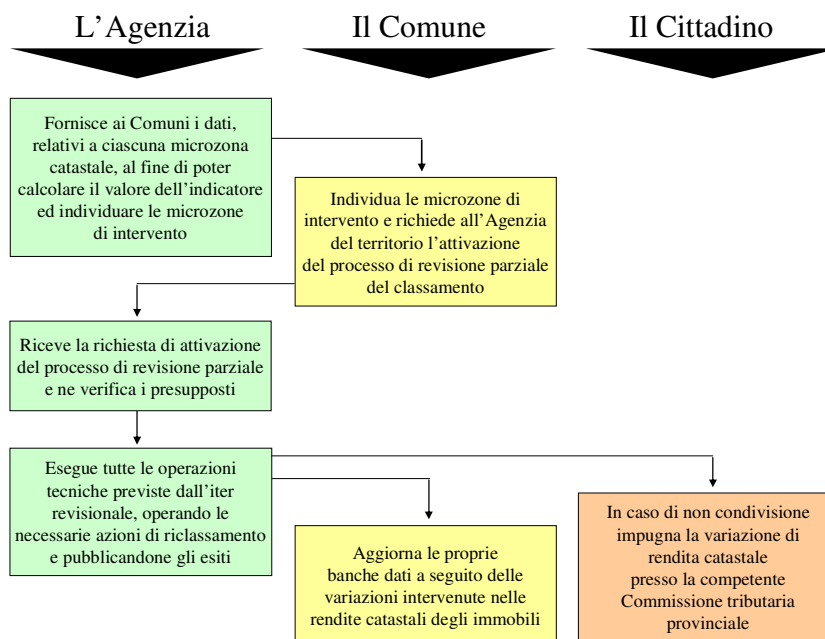 L'Agenzia
Il Comune
Il Cittadino
Fornisce ai Comuni i dati,
relativi a ciascuna microzona
catastale, al fine di poter
calcolare il valore dell'indicatore
ed individuare le microzone
di intervento
Individua le microzone di
intervento e richiede all'Agenzia
del territorio l'attivazione
del processo di revisione parziale
del classamento
Riceve la richiesta di attivazione
del processo di revisione parziale
e ne verifica i presupposti
Esegue tutte le operazioni
tecniche previste dall'iter
revisionale, operando le
necessarie azioni di riclassamento
e pubblicandone gli esiti
Aggiorna le proprie
banche dati a seguito delle
variazioni intervenute nelle
rendite catastali degli immobili
In caso di non condivisione
impugna la variazione di
rendita catastale
presso la competente
Commissione tributaria
provinciale